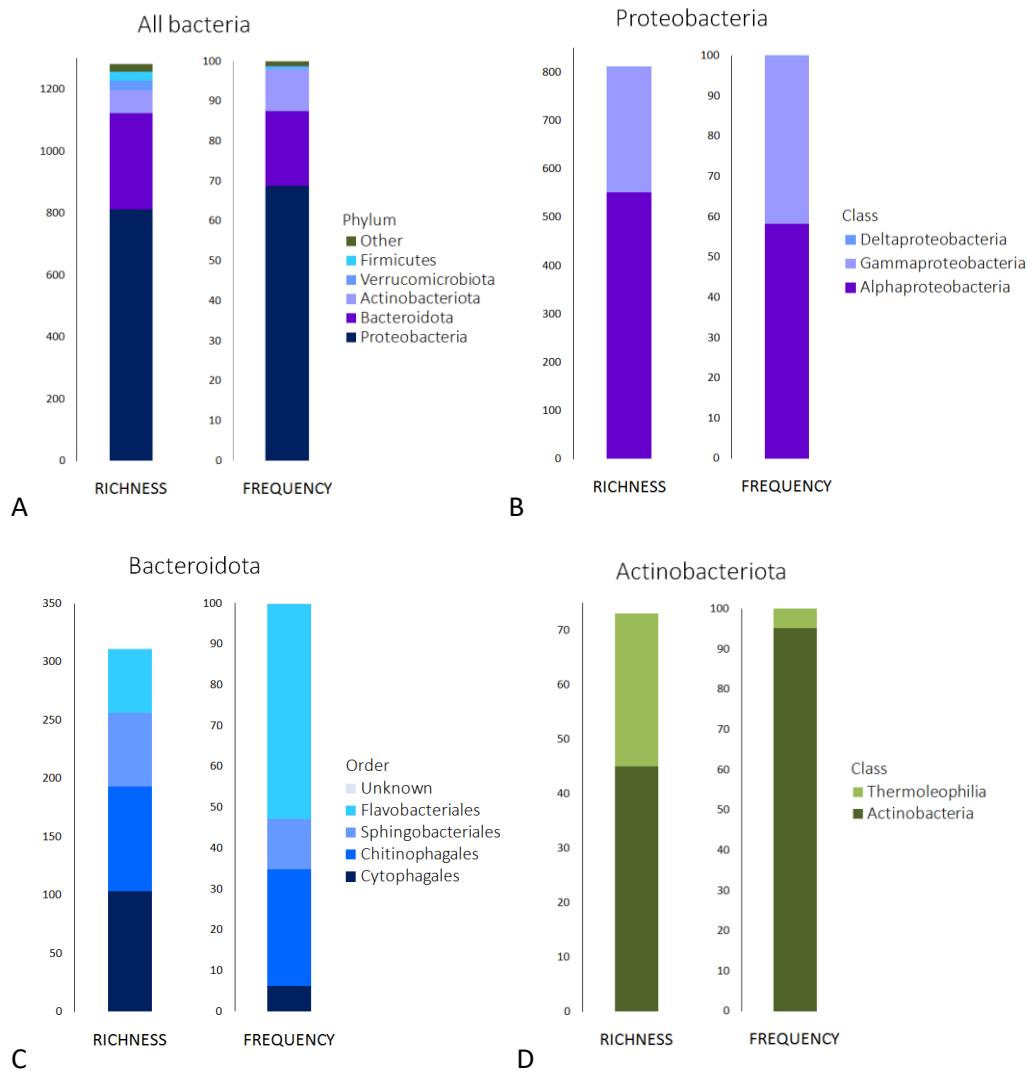 All bacteria
1200
1000
800
600
400
200
0
RICHNESS
100
90
80
70
60
50
40
30
20
10
0
FREQUENCY
Phylum
Other
Firmicutes
Verrucomicrobiota
Actinobacteriota
Bacteroidota
Proteobacteria
A
Proteobacteria
800
700
600
500
400
300
200
100
0
RICHNESS
100
90
80
70
60
50
40
30
20
10
0
FREQUENCY
Class
Deltaproteobacteria
Gammaproteobacteria
Alphaproteobacteria
B
Bacteroidota
350
300
250
200
150
100
50
0
RICHNESS
100
90
80
70
60
50
40
30
20
10
0
FREQUENCY
Order
Unknown
Flavobacteriales
Sphingobacteriales
Chitinophagales
Cytophagales
C
Actinobacteriota
70
60
50
40
30
20
10
0
RICHNESS
100
90
80
70
60
50
40
30
20
10
0
FREQUENCY
Class
Thermoleophilia
Actinobacteria
D